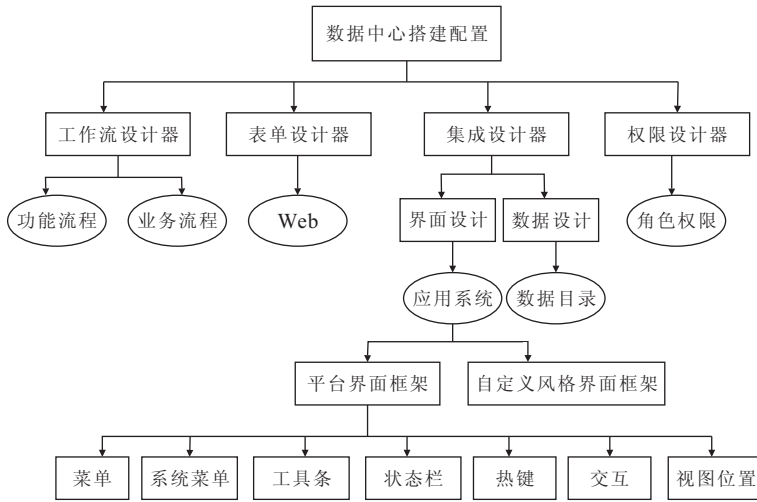 数据中心搭建配置
工作流设计器
表单设计器
集成设计器
权限设计器
功能流程
业务流程
Web
界面设计
数据设计
角色权限
应用系统
数据目录
平台界面框架
自定义风格界面框架
菜单
系统菜单
工具条
状态栏
热键
交互
视图位置